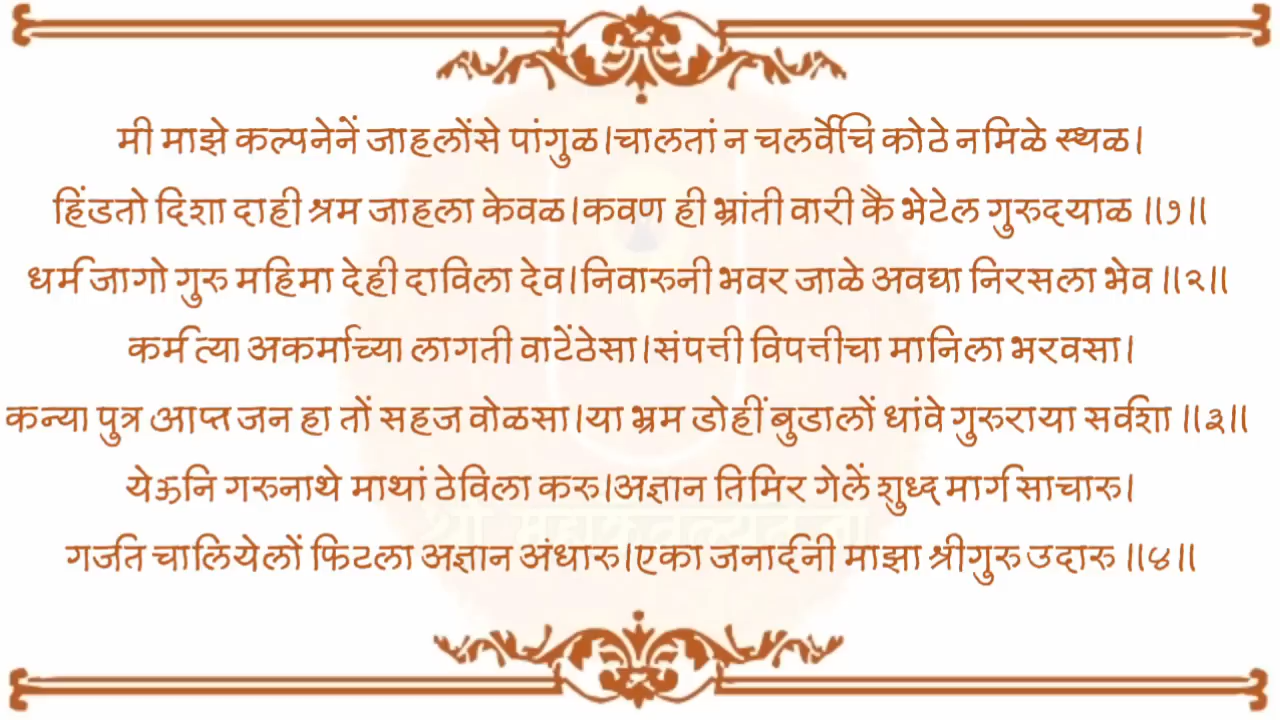 मी माझे कल्पनेनें जाहलोंसे पांगुळ।चालतां न चलवेंचि कोठे न मिळे स्थळ।
हिंडतो दिशा दाही श्रम जाहला केवळ।कवण ही भ्रांती वारी कै भेटेल गुरुदयाळ ॥१॥
धर्म जागो गुरु महिमा देही दाविला देव।निवारुनी भवर जाळे अवघा निरसला भेव ॥२॥
कर्म त्या अकर्माच्या लागती वाटेंठेसा।संपत्ती विपत्तीचा मानिला भरवसा।
कन्या पुत्र आप्त जन हा तों सहज वोळसा।या भ्रम डोहीं बुडालों धांवे गुरुराया सर्वशा ॥३॥
येऊनि गरुनाथे माथां ठेविला करु।अज्ञान तिमिर गेलें शुध्द मार्ग साचारु।
गर्जति चालियेलों फिटला अज्ञान अंधारु।एका जनार्दनी माझा श्रीगुरु उदारु ॥४॥